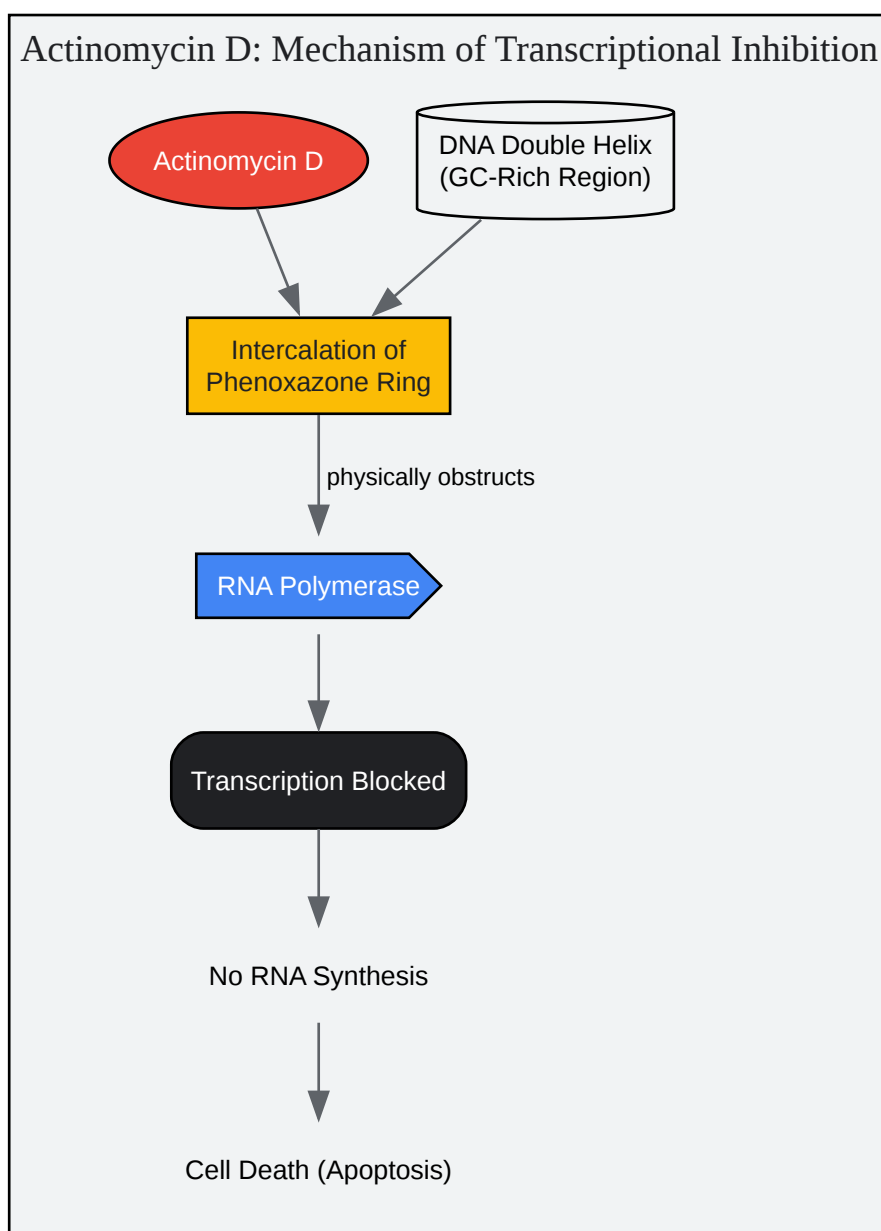 Actinomycin D: Mechanism of Transcriptional Inhibition
Actinomycin D
DNA Double Helix
(GC-Rich Region)
Intercalation of
Phenoxazone Ring
physically obstructs
RNA Polymerase
Transcription Blocked
No RNA Synthesis
Cell Death (Apoptosis)